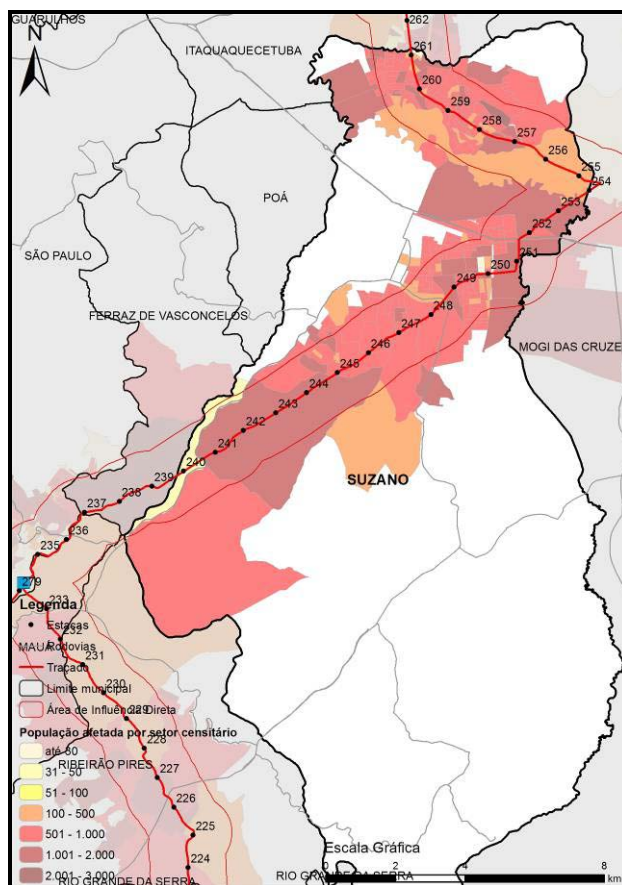 GUARULHOS
N
ITAQUAQUECETUBA
262
261
260
259
258
257
256
255
254
POÁ
253
252
SÃO PAULO
251
250
249
248
FERRAZ DE VASCONCELOS
247
MOGI DAS CRUZE
246
245
244
243
242
SUZANO
241
240
239
238
237
236
235
279
233
Legenda
Estacas
232
MAUÁ
Rodovias
231
Traçado
Limite municipal
230
Área de Influência Direta
229
População afetada por setor censitário
228
até 30
RIBEIRÃO PIRES
31 - 50
227
51 - 100
226
100 - 500
225
501 - 1.000
Escala Gráfica
1.001 - 2.000
224
0 2 4 8
2.001 - 3.000
km
RIO GRANDE DA SERRA
RIO GRANDE DA SERRA